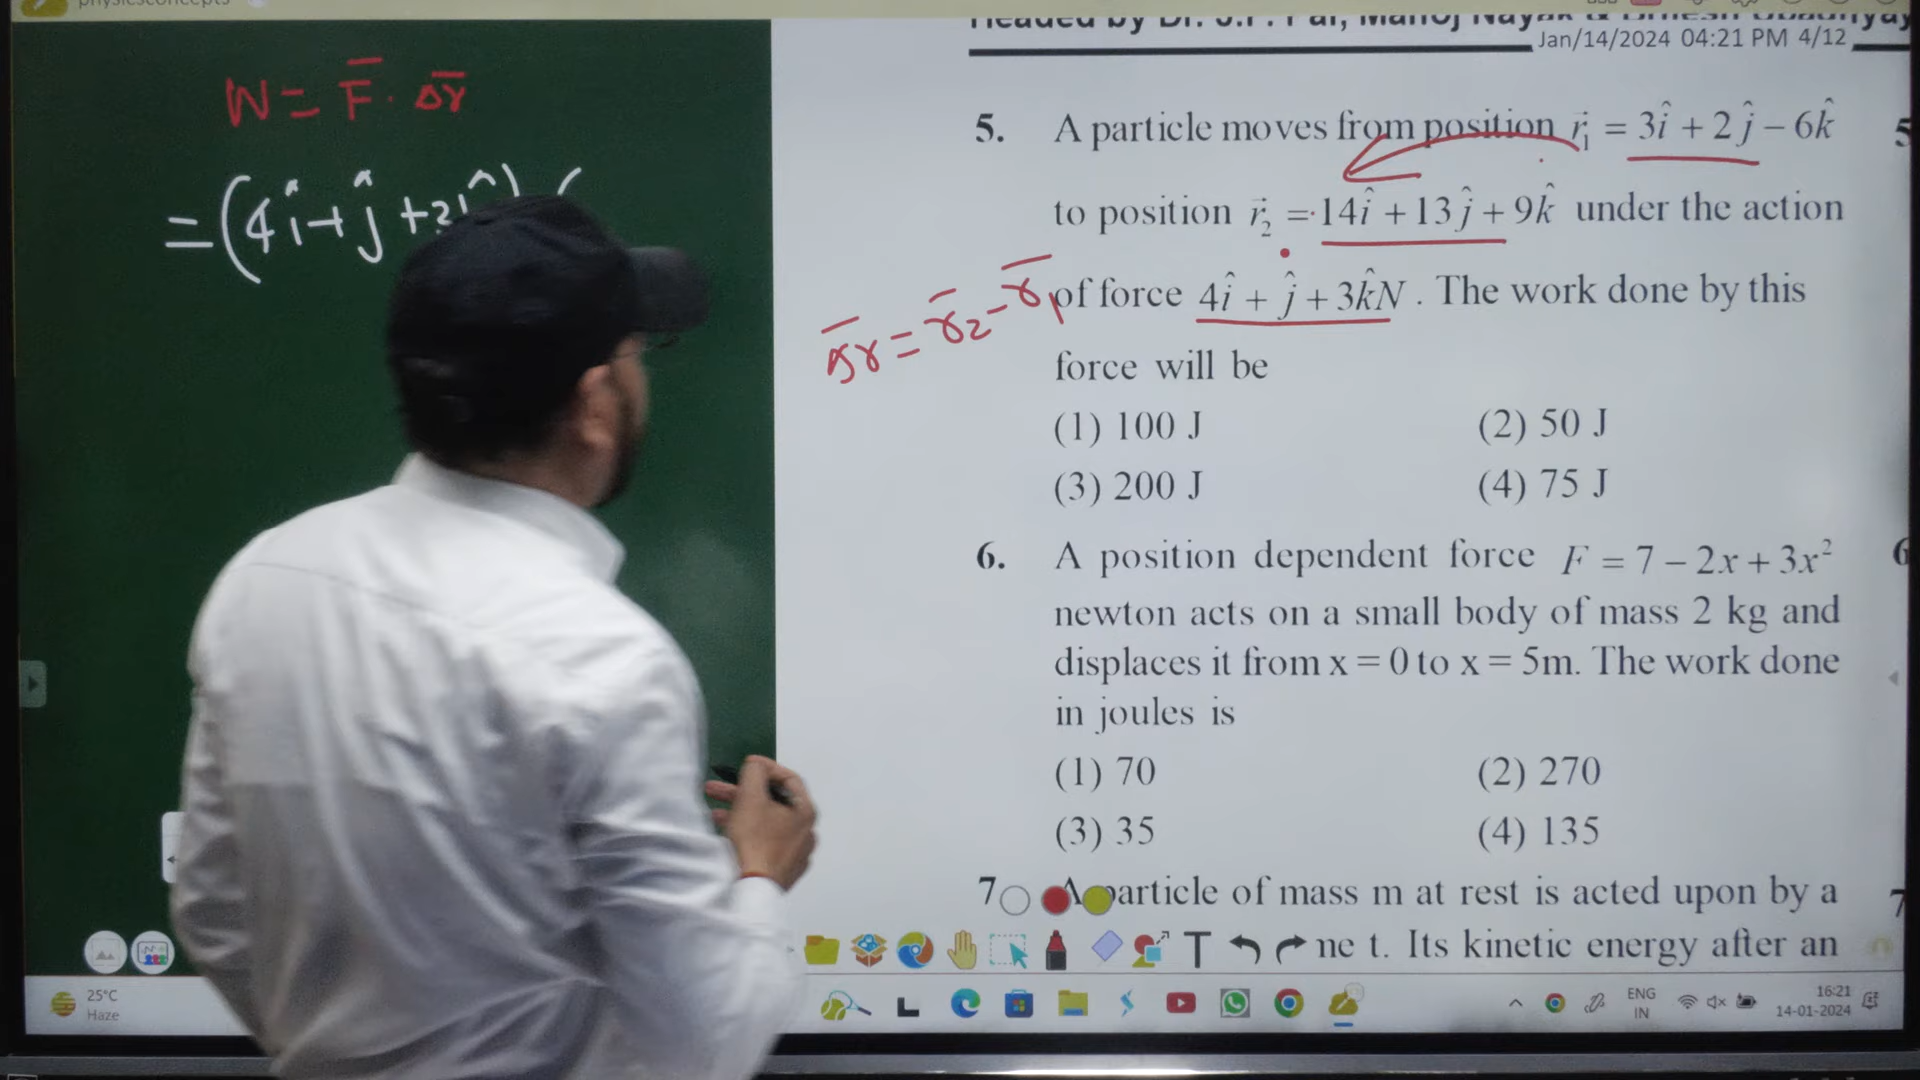 Jan/14/2024 04:21 PM 4/12
W = F̅ · Δr̅
= (4î + ĵ + 3
Δr̅ = r̅₂ - r̅₁
5. A particle moves from position r⃗₁ = 3î + 2ĵ – 6k̂
to position r⃗₂ = 14î + 13ĵ + 9k̂ under the action
of force 4î + ĵ + 3k̂N . The work done by this
force will be
(1) 100 J (2) 50 J
(3) 200 J (4) 75 J
6. A position dependent force F = 7 – 2x + 3x²
newton acts on a small body of mass 2 kg and
displaces it from x = 0 to x = 5m. The work done
in joules is
(1) 70 (2) 270
(3) 35 (4) 135
7 A particle of mass m at rest is acted upon by a
ne t. Its kinetic energy after an
25°C
Haze
ENG
IN
16:21
14-01-2024